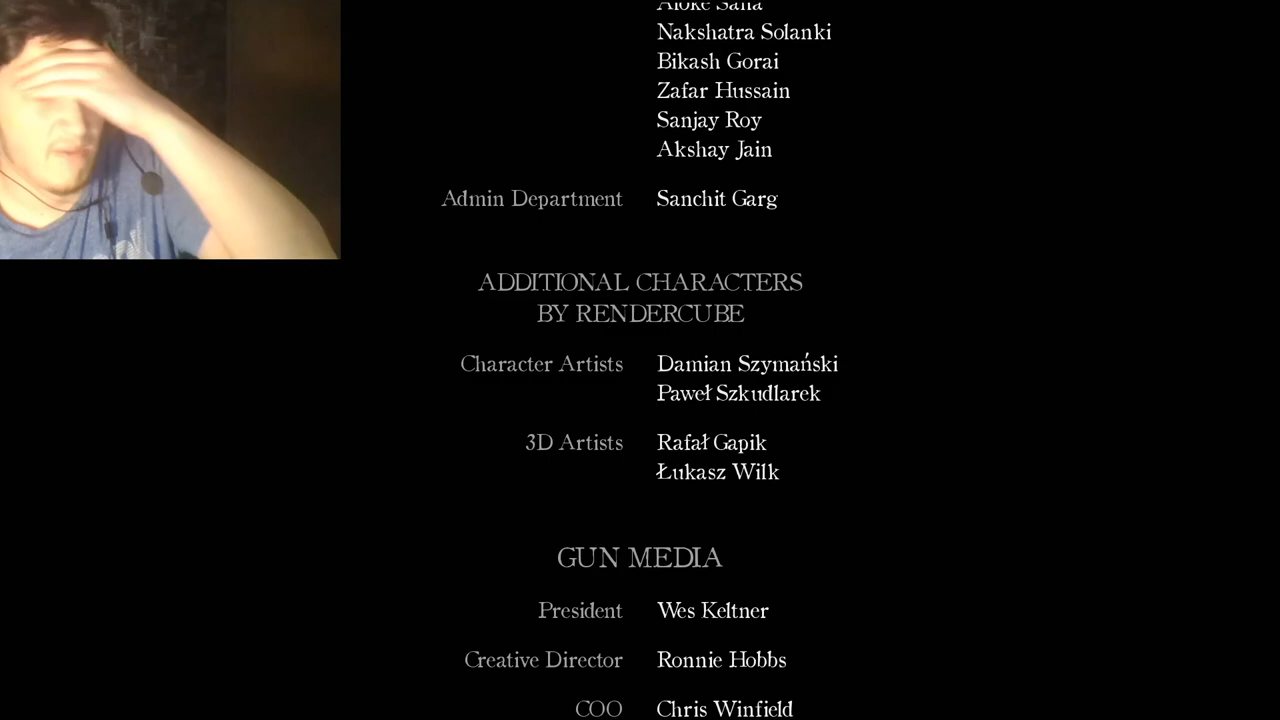 Nakshatra Solanki
Bikash Gorai
Zafar Hussain
Sanjay Roy
Akshay Jain
Admin Department Sanchit Garg
ADDITIONAL CHARACTERS
BY RENDERCUBE
Character Artists Damian Szymański
Paweł Szkudlarek
3D Artists Rafał Gapik
Łukasz Wilk
GUN MEDIA
President Wes Keltner
Creative Director Ronnie Hobbs
COO Chris Winfield